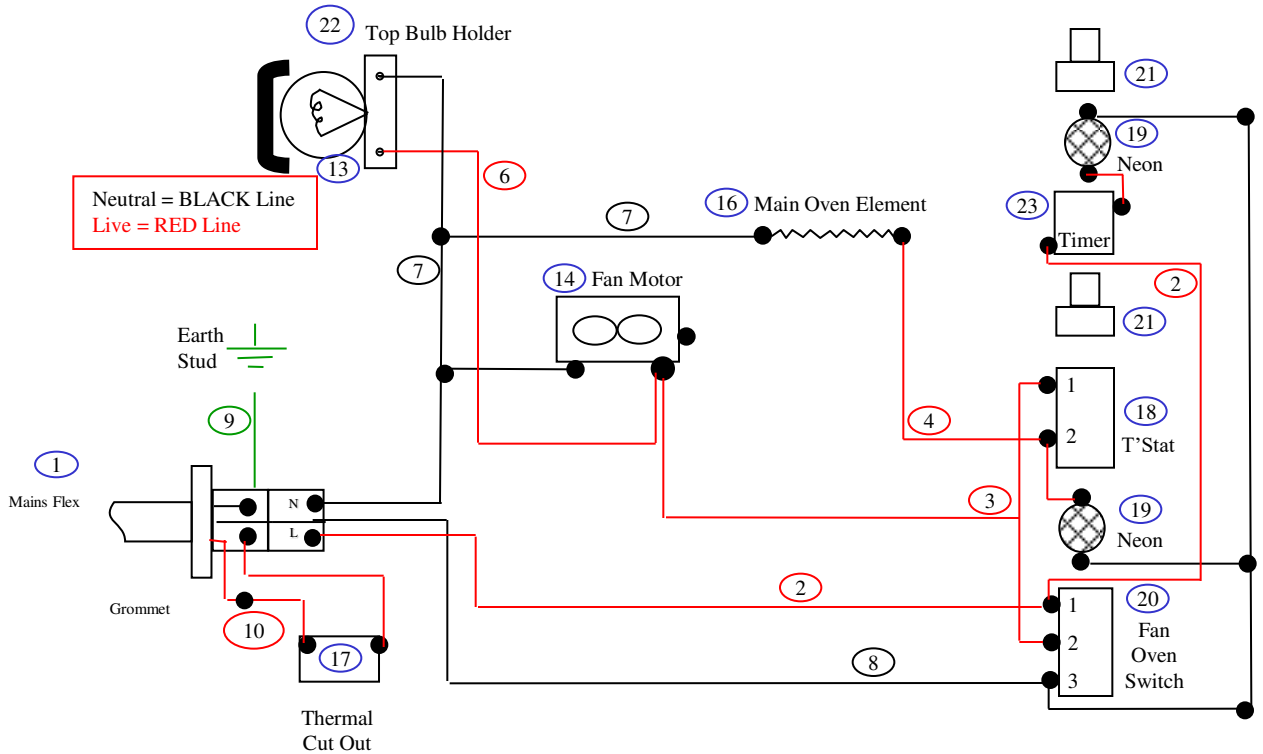 22
Top Bulb Holder
21
19
Neon
13
6
Neutral = BLACK Line
Live = RED Line
7
16
Main Oven Element
23
Timer
7
14
Fan Motor
2
21
Earth
Stud
9
1
18
2
T'Stat
4
1
Mains Flex
N
L
3
19
Neon
Grommet
10
2
17
8
1
2
3
20
Fan
Oven
Switch
Thermal
Cut Out